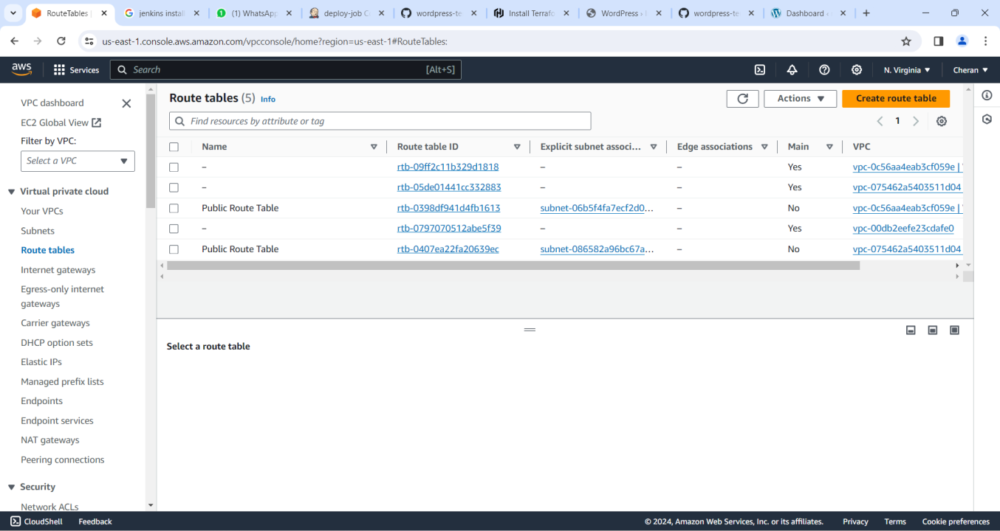 RouteTables |
jenkins instal
(1) WhatsApp
deploy-job C
wordpress-te
Install Terrafo
WordPress ›
wordpress-te
Dashboard ‹
us-east-1.console.aws.amazon.com/vpcconsole/home?region=us-east-1#RouteTables:
aws Services Search [Alt+S] N. Virginia Cheran
VPC dashboard
EC2 Global View
Filter by VPC:
Select a VPC
Virtual private cloud
Your VPCs
Subnets
Route tables
Internet gateways
Egress-only internet
gateways
Carrier gateways
DHCP option sets
Elastic IPs
Managed prefix lists
Endpoints
Endpoint services
NAT gateways
Peering connections
Security
Network ACLs
Route tables (5) Info
Actions
Create route table
Find resources by attribute or tag
1
Name Route table ID Explicit subnet associ... Edge associations Main VPC
– rtb-09ff2c11b329d1818 – – Yes vpc-0c56aa4eab3cf059e |
– rtb-05de01441cc332883 – – Yes vpc-075462a5403511d04
Public Route Table rtb-0398df941d4fb1613 subnet-06b5f4fa7ecf2d0... – No vpc-0c56aa4eab3cf059e |
– rtb-0797070512abe5f39 – – Yes vpc-00db2eefe23cdafe0
Public Route Table rtb-0407ea22fa20639ec subnet-086582a96bc67a... – No vpc-075462a5403511d04
Select a route table
CloudShell Feedback © 2024, Amazon Web Services, Inc. or its affiliates. Privacy Terms Cookie preferences